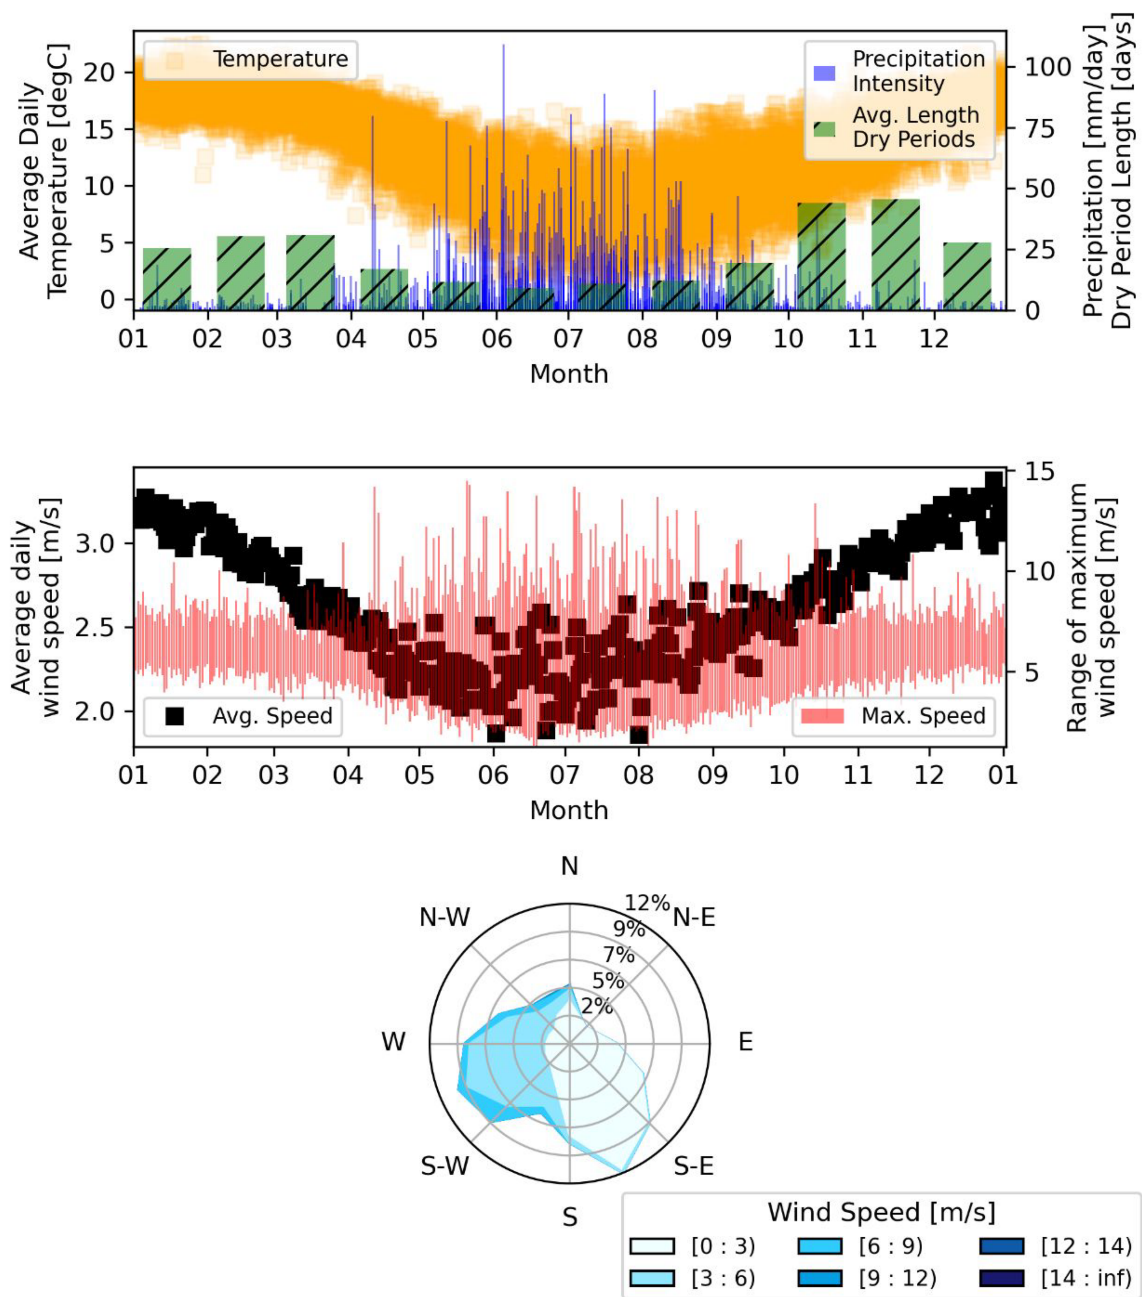 Average Daily
Temperature [degC]
20
15
10
5
0
Temperature
Precipitation
Intensity
Avg. Length
Dry Periods
100
75
50
25
0
Precipitation [mm/day]
Dry Period Length [days]
01 02 03 04 05 06 07 08 09 10 11 12
Month
Average daily
wind speed [m/s]
3.0
2.5
2.0
Avg. Speed
Max. Speed
15
10
5
Range of maximum
wind speed [m/s]
01 02 03 04 05 06 07 08 09 10 11 12 01
Month
N
N-W
N-E
12%
9%
7%
5%
2%
W
E
S-W
S-E
S
Wind Speed [m/s]
[0 : 3) [6 : 9) [12 : 14)
[3 : 6) [9 : 12) [14 : inf)